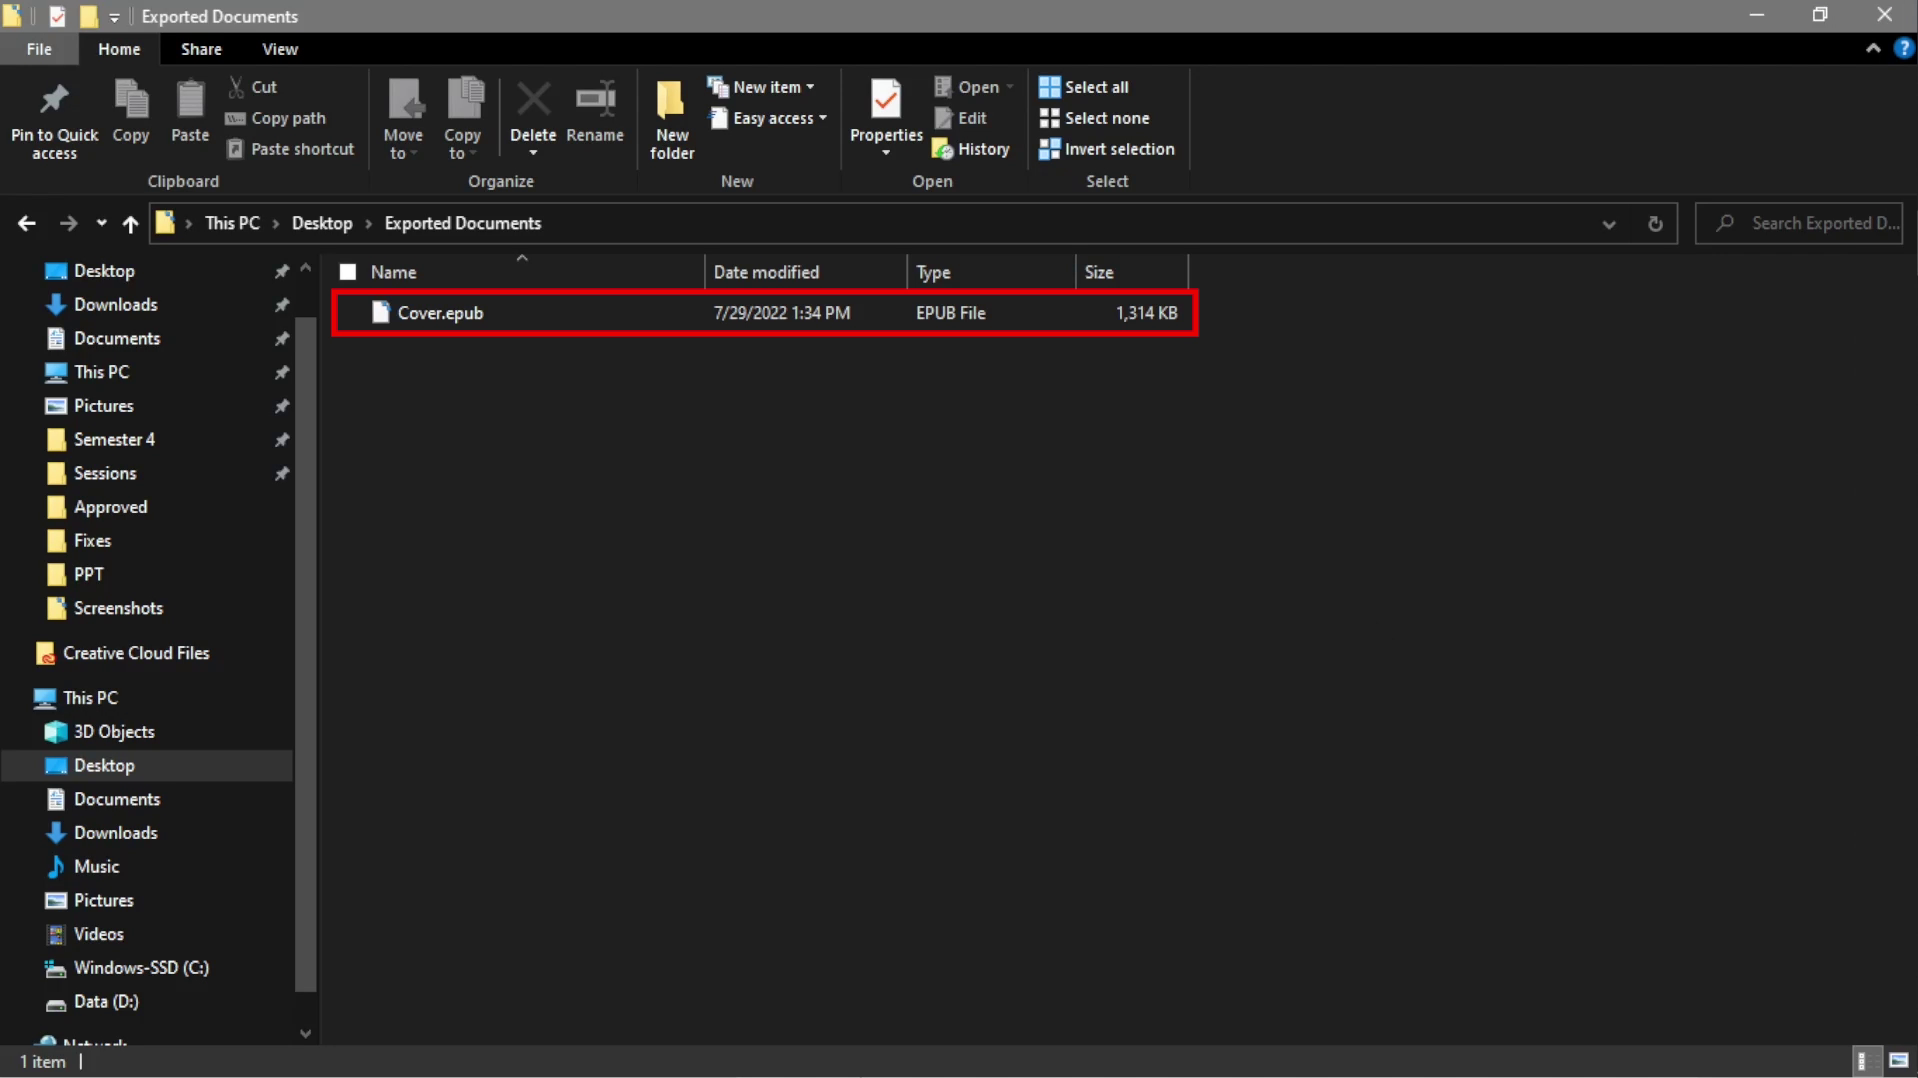 Exported Documents
File Home Share View
Pin to Quick access
Copy
Paste
Cut
Copy path
Paste shortcut
Clipboard
Move to
Copy to
Delete
Rename
Organize
New folder
New item
Easy access
New
Properties
Open
Edit
History
Open
Select all
Select none
Invert selection
Select
This PC > Desktop > Exported Documents
Search Exported D...
Name Date modified Type Size
Cover.epub 7/29/2022 1:34 PM EPUB File 1,314 KB
Desktop
Downloads
Documents
This PC
Pictures
Semester 4
Sessions
Approved
Fixes
PPT
Screenshots
Creative Cloud Files
This PC
3D Objects
Desktop
Documents
Downloads
Music
Pictures
Videos
Windows-SSD (C:)
Data (D:)
Network
1 item